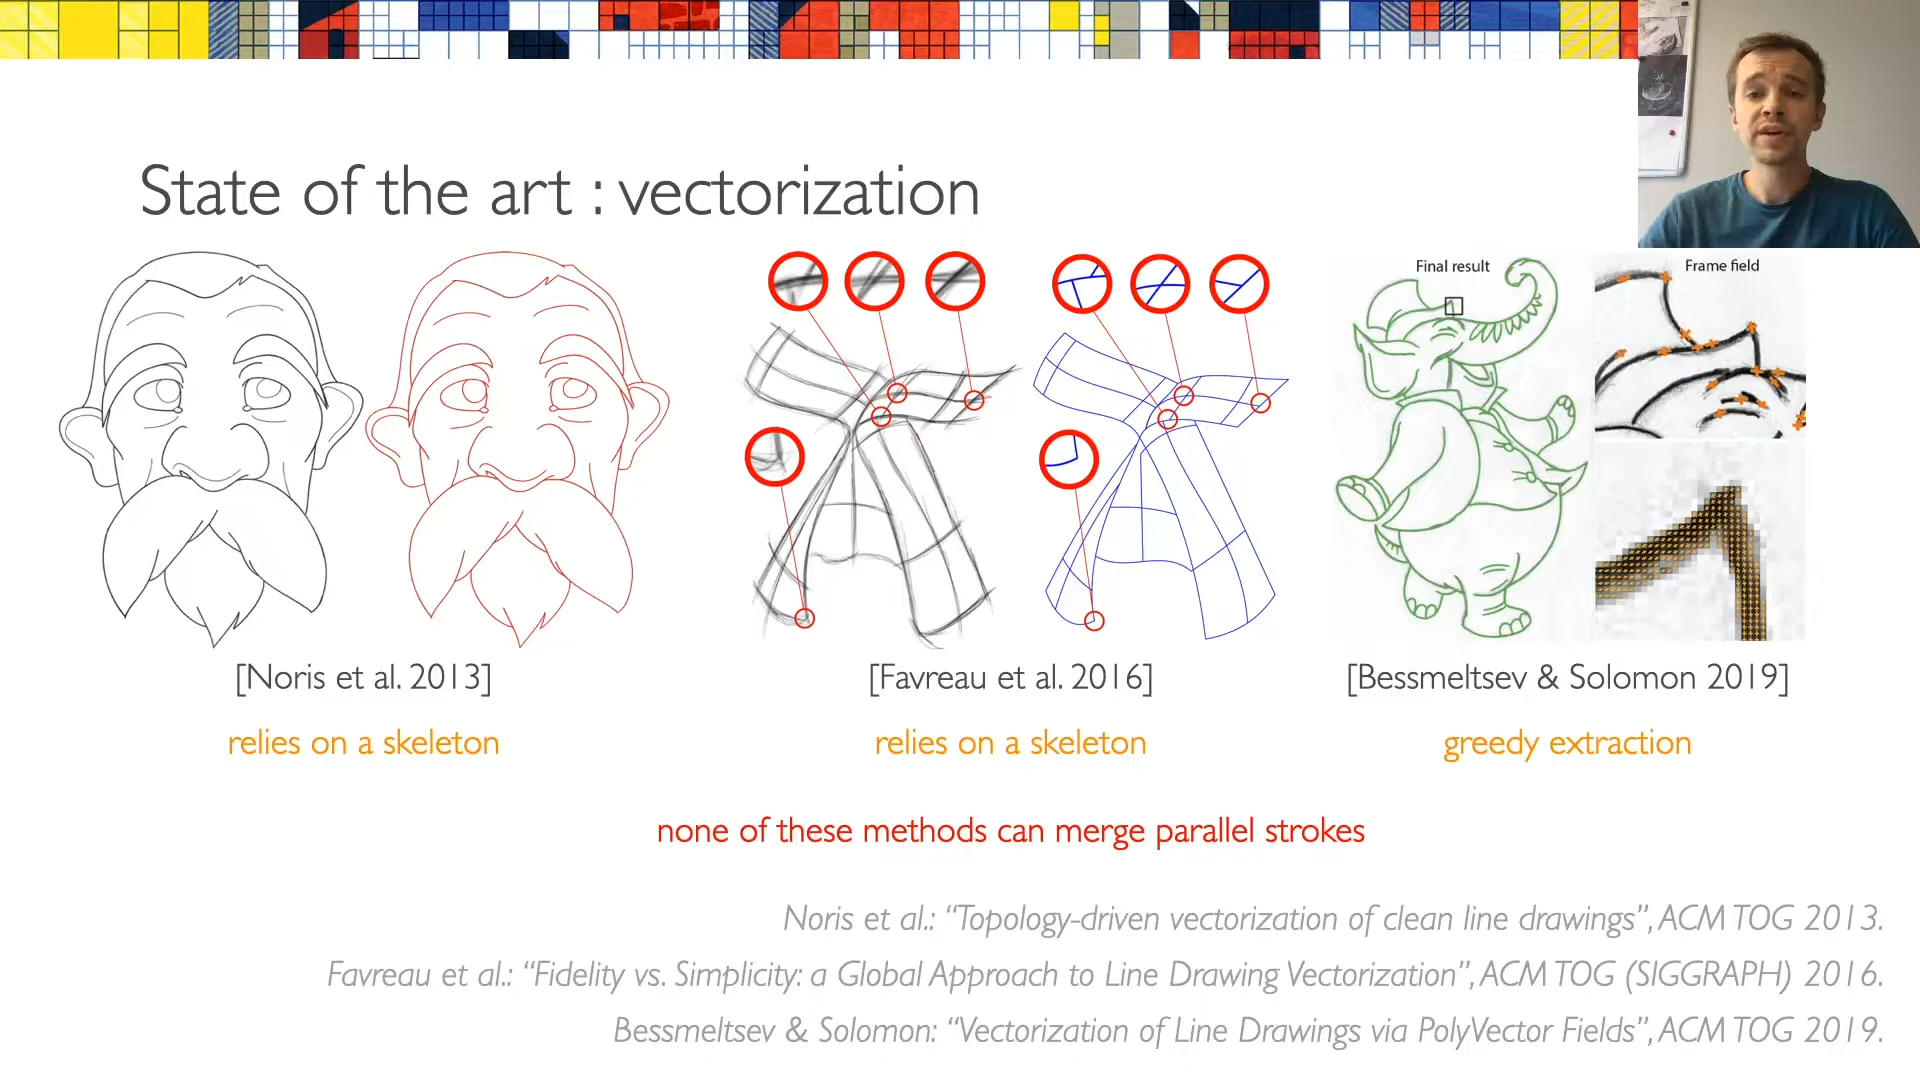 State of the art : vectorization
Final result
Frame field
[Noris et al. 2013]
[Favreau et al. 2016]
[Bessmeltsev & Solomon 2019]
relies on a skeleton
relies on a skeleton
greedy extraction
none of these methods can merge parallel strokes
Noris et al.: “Topology-driven vectorization of clean line drawings”, ACM TOG 2013.
Favreau et al.: “Fidelity vs. Simplicity: a Global Approach to Line Drawing Vectorization”, ACM TOG (SIGGRAPH) 2016.
Bessmeltsev & Solomon: “Vectorization of Line Drawings via PolyVector Fields”, ACM TOG 2019.